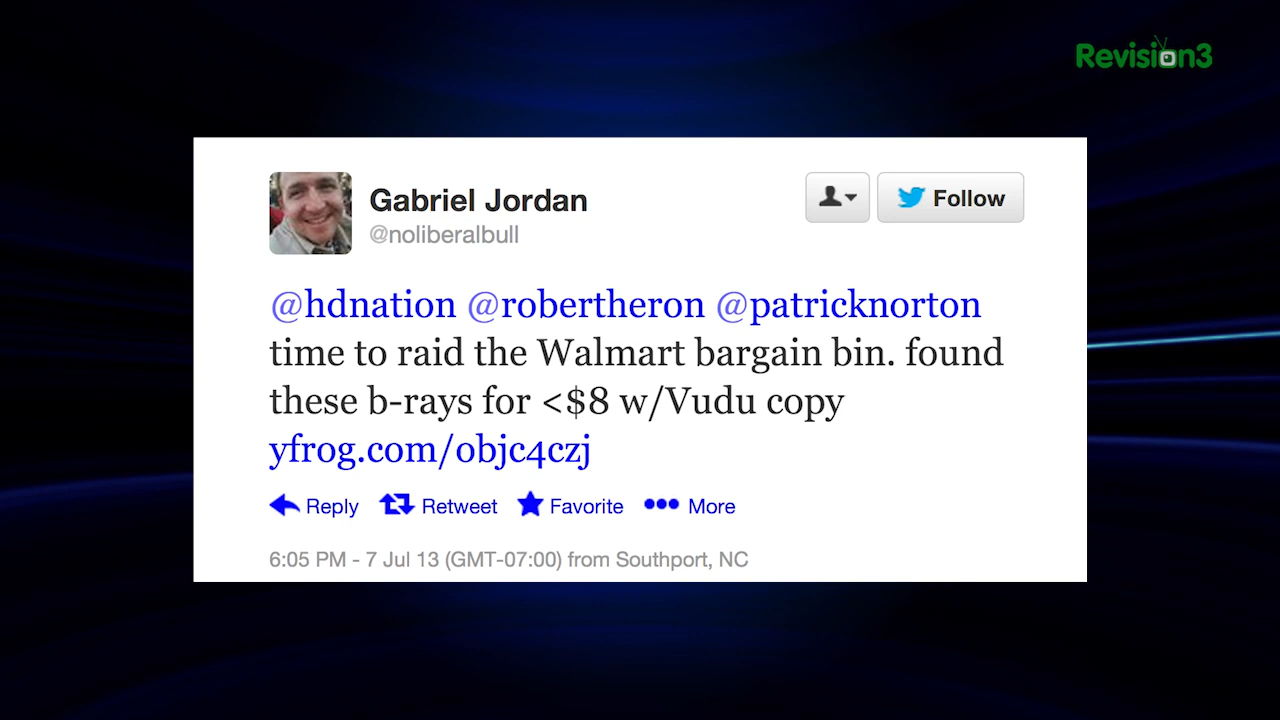 Revision3
Gabriel Jordan
Follow
@noliberalbull
@hdnation @robertheron @patricknorton
time to raid the Walmart bargain bin. found
these b-rays for <$8 w/Vudu copy
yfrog.com/objc4czj
Reply Retweet Favorite More
6:05 PM - 7 Jul 13 (GMT-07:00) from Southport, NC